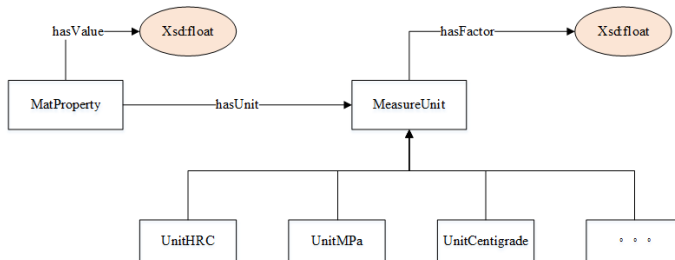 hasValue
Xsd:float
hasFactor
Xsd:float
MatProperty
hasUnit
MeasureUnit
UnitHRC
UnitMPa
UnitCentigrade
。。。